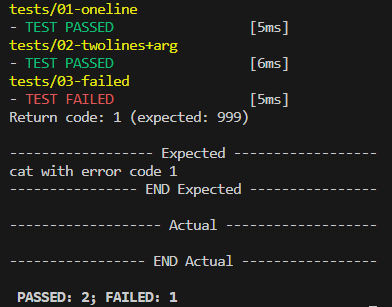 tests/01-oneline
- TEST PASSED [5ms]
tests/02-twolines+arg
- TEST PASSED [6ms]
tests/03-failed
- TEST FAILED [5ms]
Return code: 1 (expected: 999)
------------------ Expected ------------------
cat with error code 1
---------------- END Expected ----------------
------------------- Actual -------------------
----------------- END Actual -----------------
PASSED: 2; FAILED: 1